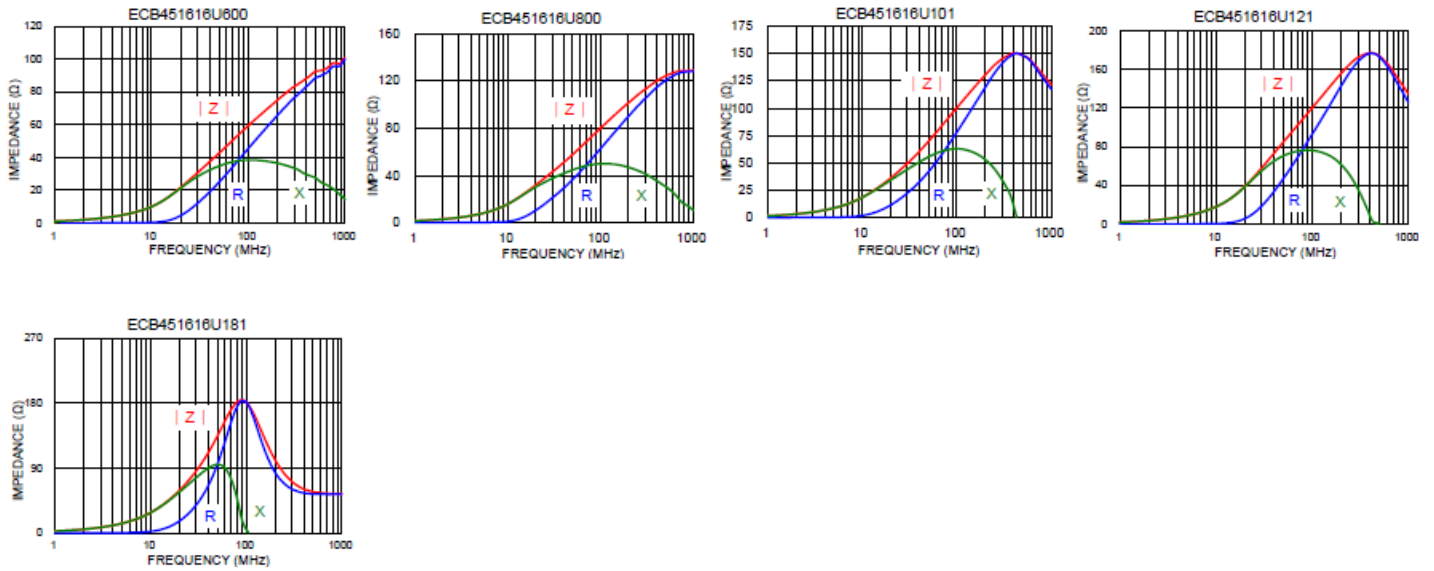 ECB451616U600
120
100
80
60
40
20
0
IMPEDANCE (Ω)
| Z |
R
X
1
10
100
1000
FREQUENCY (MHz)
ECB451616U800
160
120
80
40
0
IMPEDANCE (Ω)
| Z |
R
X
1
10
100
1000
FREQUENCY (MHz)
ECB451616U101
175
150
125
100
75
50
25
0
IMPEDANCE (Ω)
| Z |
R
X
1
10
100
1000
FREQUENCY (MHz)
ECB451616U121
200
160
120
80
40
0
IMPEDANCE (Ω)
| Z |
R
X
1
10
100
1000
FREQUENCY (MHz)
ECB451616U181
270
180
90
0
IMPEDANCE (Ω)
| Z |
R
X
1
10
100
1000
FREQUENCY (MHz)